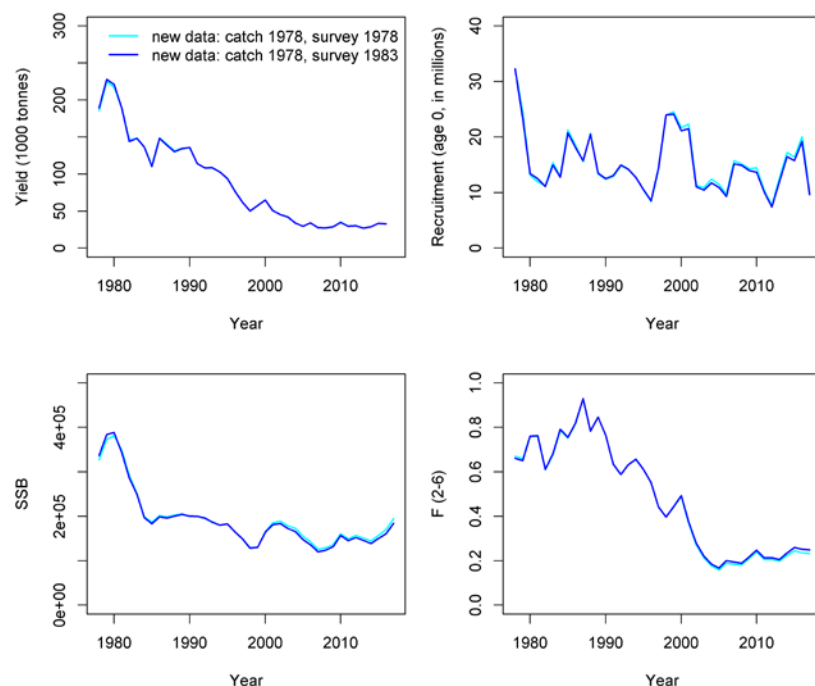 new data: catch 1978, survey 1978
new data: catch 1978, survey 1983
Yield (1000 tonnes)
0
50
100
200
300
1980
1990
2000
2010
Year
Recruitment (age 0, in millions)
0
10
20
30
40
1980
1990
2000
2010
Year
SSB
0e+00
2e+05
4e+05
1980
1990
2000
2010
Year
F (2-6)
0.0
0.2
0.4
0.6
0.8
1.0
1980
1990
2000
2010
Year